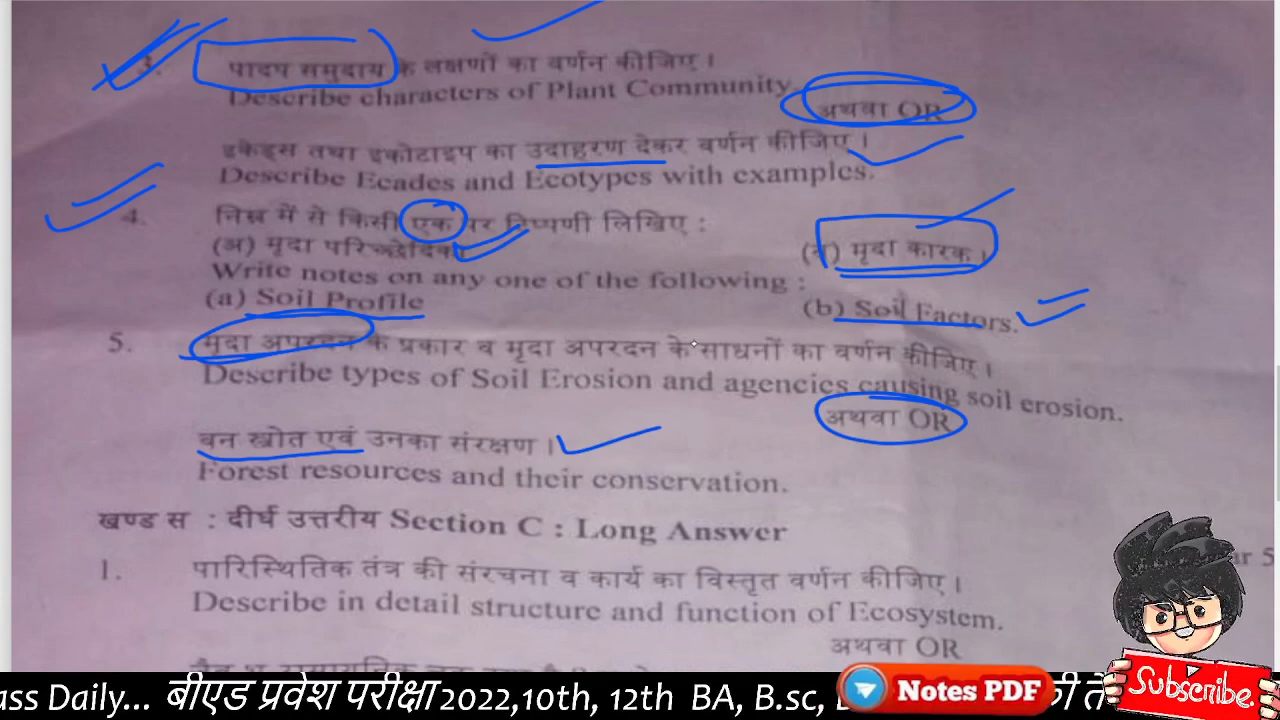 3. पादप समुदाय के लक्षणों का वर्णन कीजिए।
Describe characters of Plant Community.
अथवा OR
इकेड्स तथा इकोटाइप का उदाहरण देकर वर्णन कीजिए।
Describe Ecades and Ecotypes with examples.
4. निम्न में से किसी एक पर टिप्पणी लिखिए :
(अ) मृदा परिच्छेदिका (ब) मृदा कारक।
Write notes on any one of the following :
(a) Soil Profile (b) Soil Factors.
5. मृदा अपरदन के प्रकार व मृदा अपरदन के साधनों का वर्णन कीजिए।
Describe types of Soil Erosion and agencies causing soil erosion.
अथवा OR
वन स्रोत एवं उनका संरक्षण।
Forest resources and their conservation.
खण्ड स : दीर्घ उत्तरीय Section C : Long Answer
1. पारिस्थितिक तंत्र की संरचना व कार्य का विस्तृत वर्णन कीजिए।
Describe in detail structure and function of Ecosystem.
अथवा OR
ass Daily... बीएड प्रवेश परीक्षा 2022,10th, 12th BA, B.sc, Notes PDF की Subscribe.